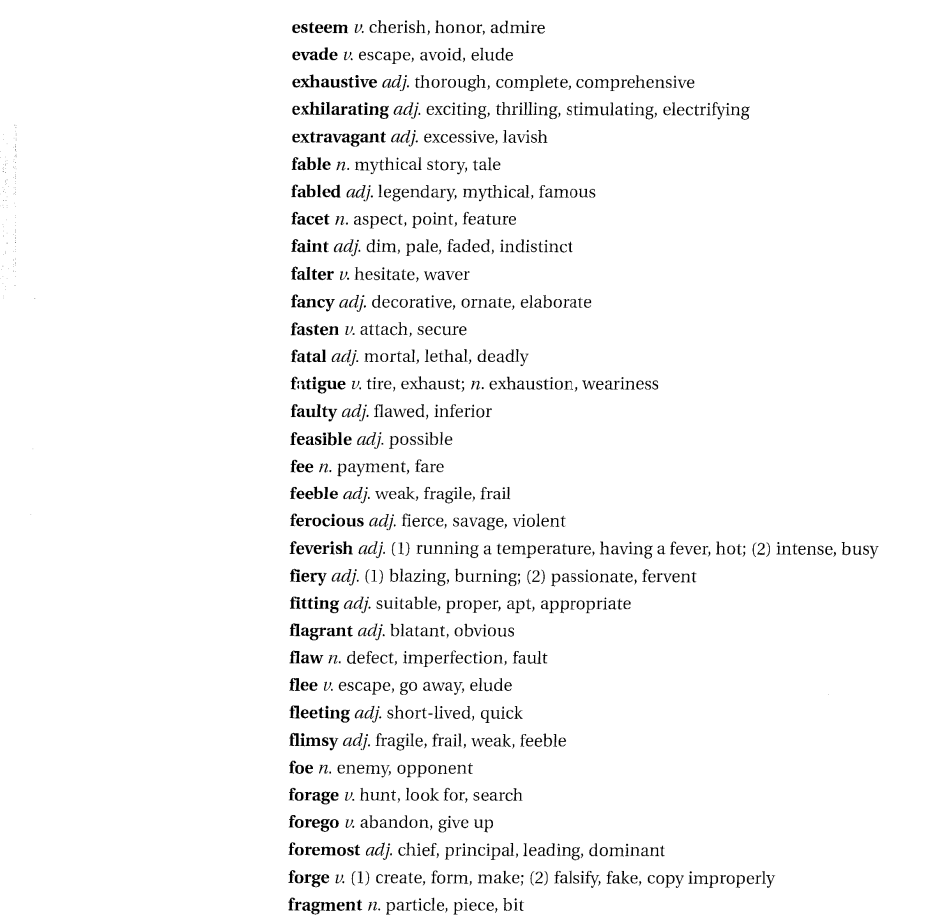 esteem v. cherish, honor, admire
evade v. escape, avoid, elude
exhaustive adj. thorough, complete, comprehensive
exhilarating adj. exciting, thrilling, stimulating, electrifying
extravagant adj. excessive, lavish
fable n. mythical story, tale
fabled adj. legendary, mythical, famous
facet n. aspect, point, feature
faint adj. dim, pale, faded, indistinct
falter v. hesitate, waver
fancy adj. decorative, ornate, elaborate
fasten v. attach, secure
fatal adj. mortal, lethal, deadly
fatigue v. tire, exhaust; n. exhaustion, weariness
faulty adj. flawed, inferior
feasible adj. possible
fee n. payment, fare
feeble adj. weak, fragile, frail
ferocious adj. fierce, savage, violent
feverish adj. (1) running a temperature, having a fever, hot; (2) intense, busy
fiery adj. (1) blazing, burning; (2) passionate, fervent
fitting adj. suitable, proper, apt, appropriate
flagrant adj. blatant, obvious
flaw n. defect, imperfection, fault
flee v. escape, go away, elude
fleeting adj. short-lived, quick
flimsy adj. fragile, frail, weak, feeble
foe n. enemy, opponent
forage v. hunt, look for, search
forego v. abandon, give up
foremost adj. chief, principal, leading, dominant
forge v. (1) create, form, make; (2) falsify, fake, copy improperly
fragment n. particle, piece, bit